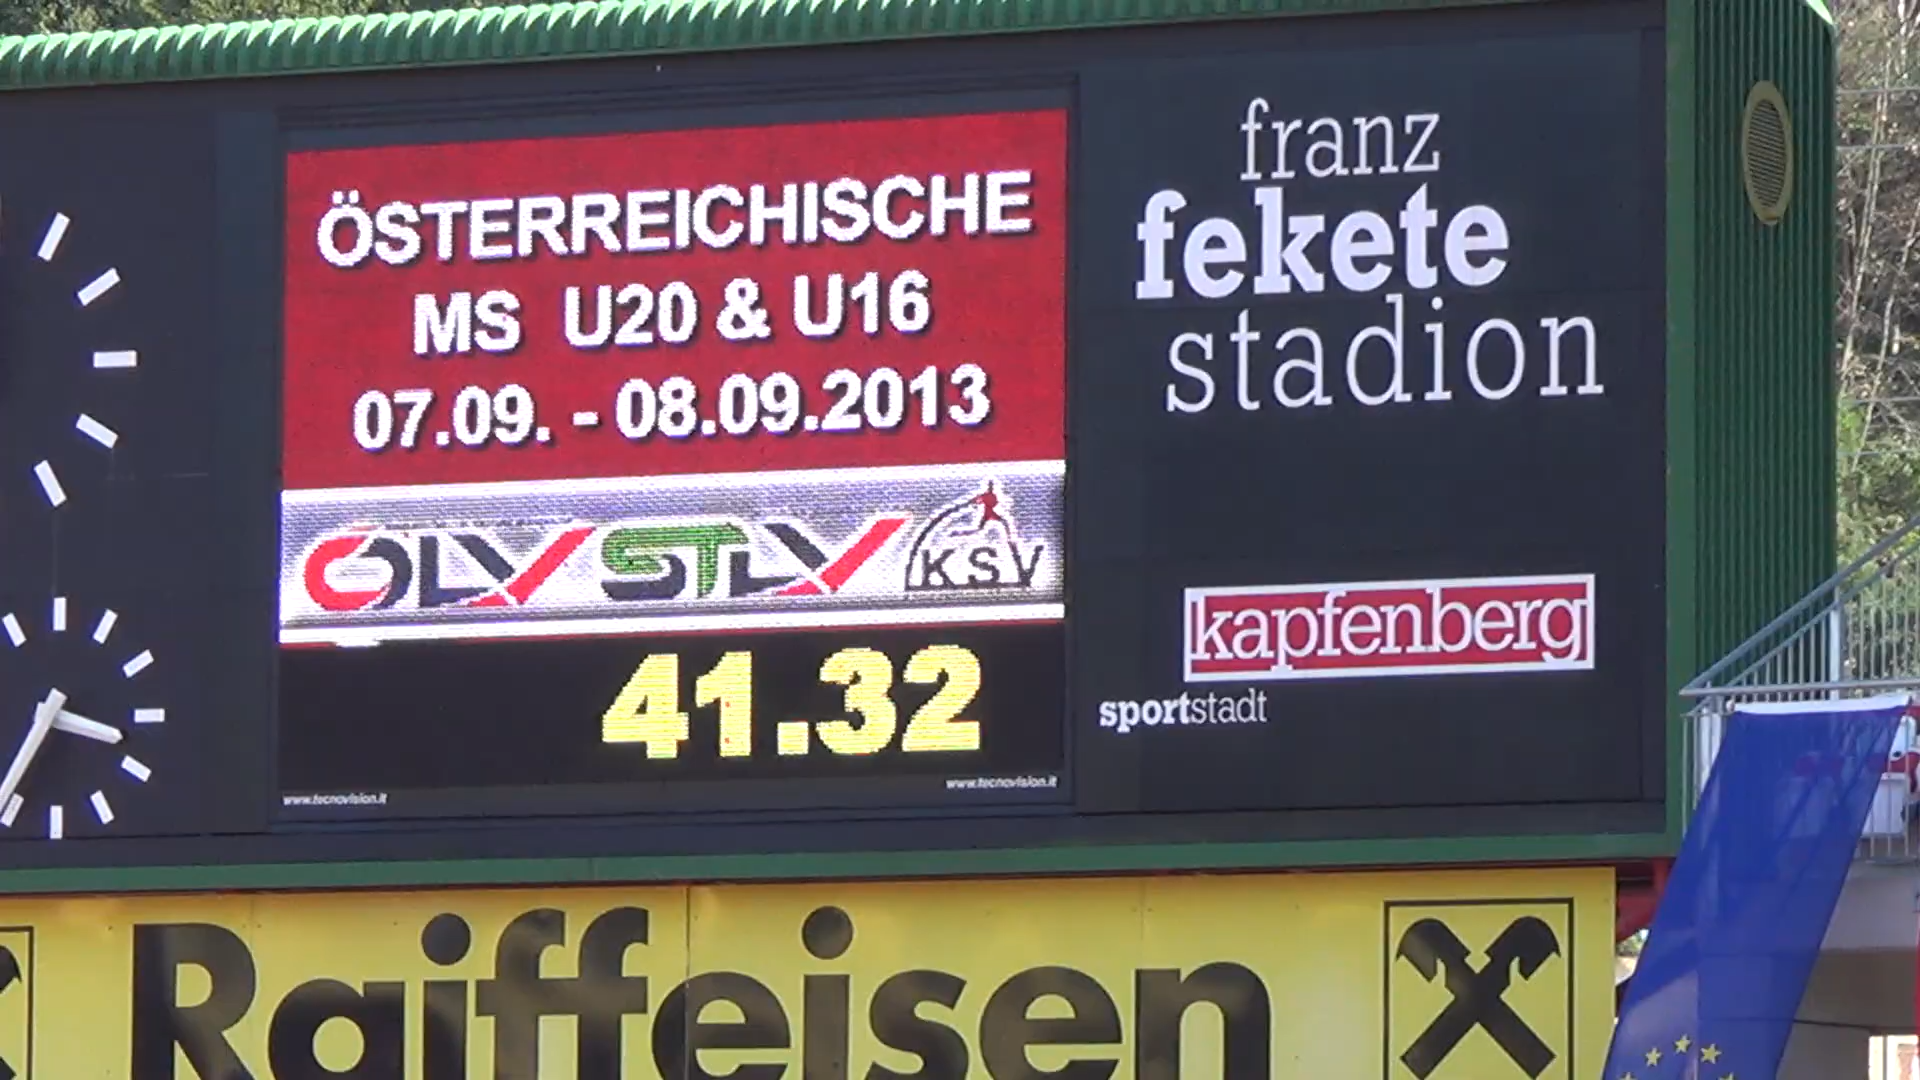 ÖSTERREICHISCHE
MS U20 & U16
07.09. - 08.09.2013
ÖLV STLV KSV
41.32
www.tecnovision.it
www.tecnovision.it
franz
fekete
stadion
kapfenberg
sportstadt
Raiffeisen